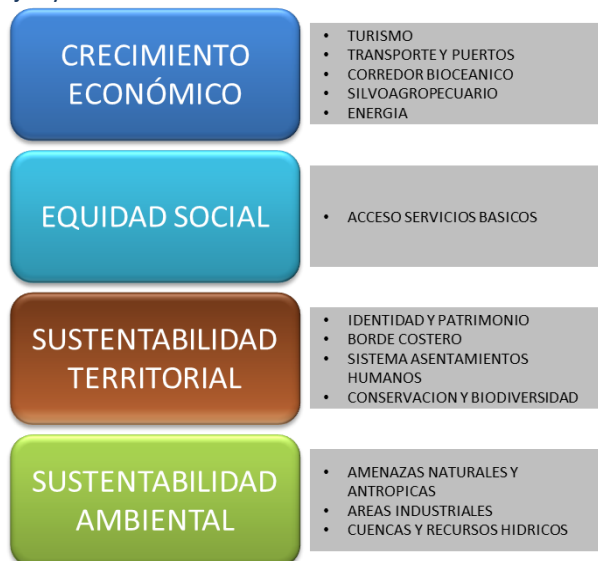 CRECIMIENTO
ECONÓMICO
• TURISMO
• TRANSPORTE Y PUERTOS
• CORREDOR BIOCEANICO
• SILVOAGROPECUARIO
• ENERGIA
EQUIDAD SOCIAL
• ACCESO SERVICIOS BASICOS
SUSTENTABILIDAD
TERRITORIAL
• IDENTIDAD Y PATRIMONIO
• BORDE COSTERO
• SISTEMA ASENTAMIENTOS
HUMANOS
• CONSERVACION Y BIODIVERSIDAD
SUSTENTABILIDAD
AMBIENTAL
• AMENAZAS NATURALES Y
ANTROPICAS
• AREAS INDUSTRIALES
• CUENCAS Y RECURSOS HIDRICOS